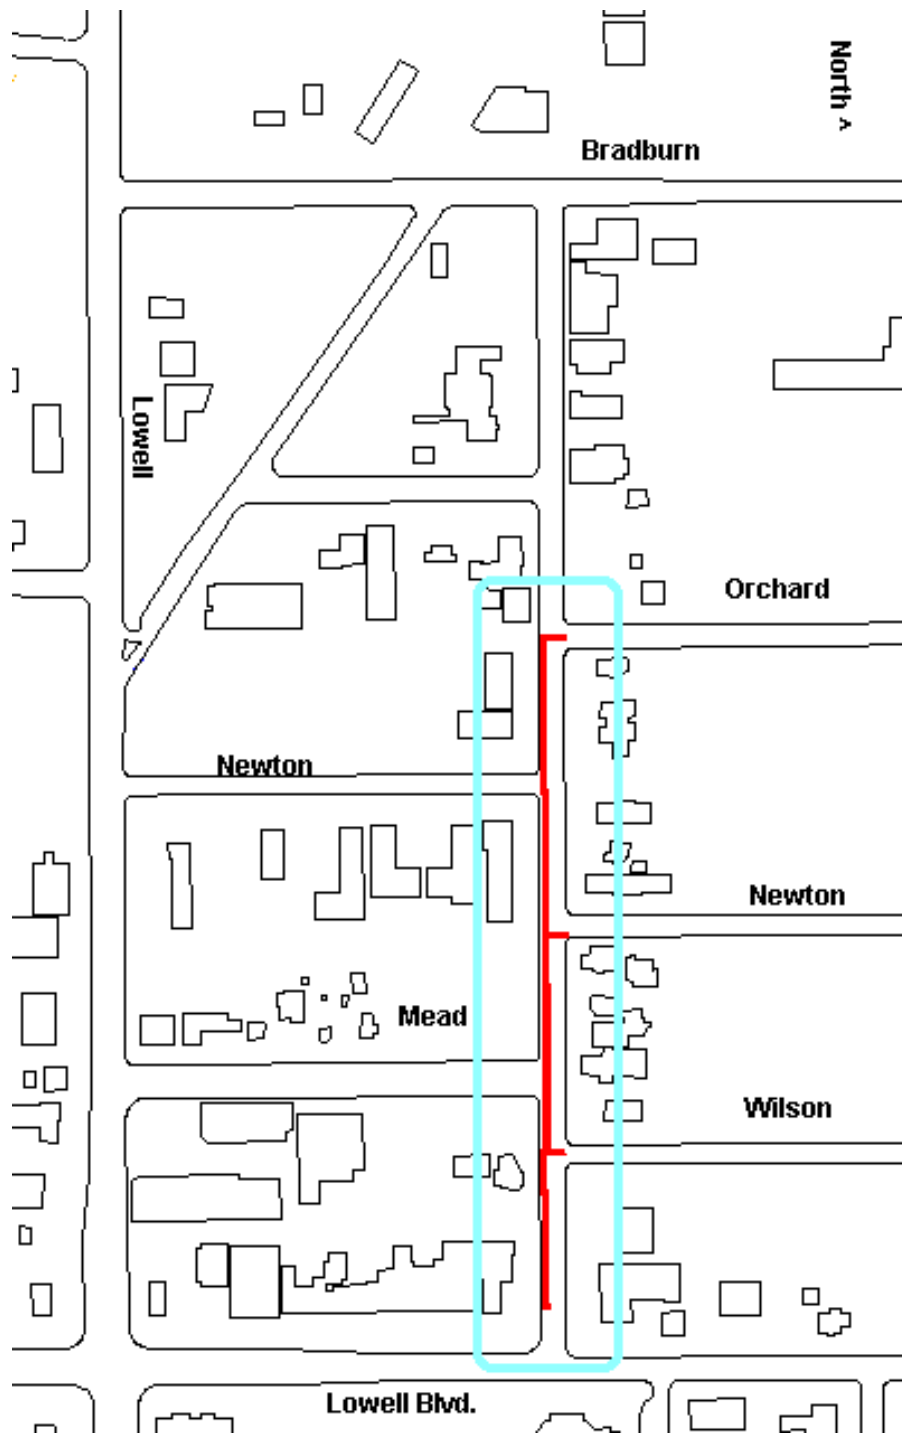 North ^
Bradburn
Lowell
Orchard
Newton
Newton
Mead
Wilson
Lowell Blvd.